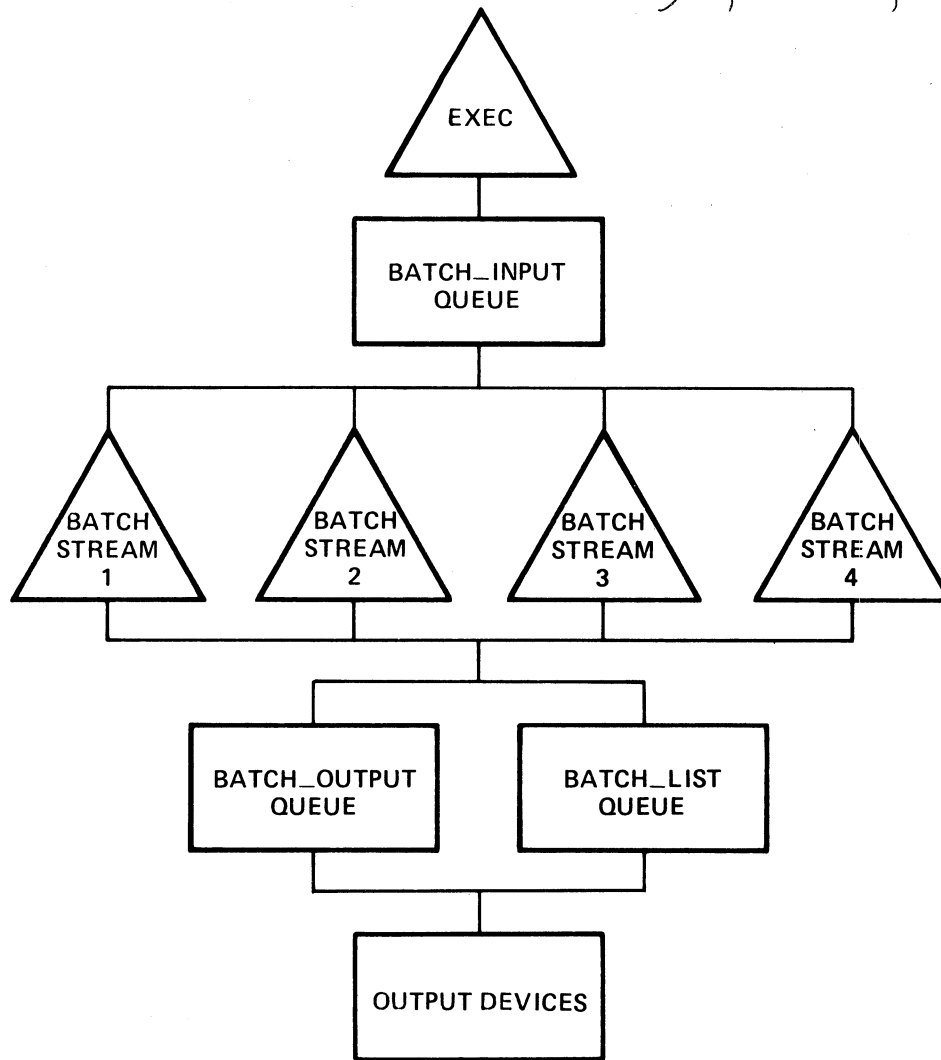 EXEC
BATCH_INPUT
QUEUE
BATCH
STREAM
1
BATCH
STREAM
2
BATCH
STREAM
3
BATCH
STREAM
4
BATCH_OUTPUT
QUEUE
BATCH_LIST
QUEUE
OUTPUT DEVICES